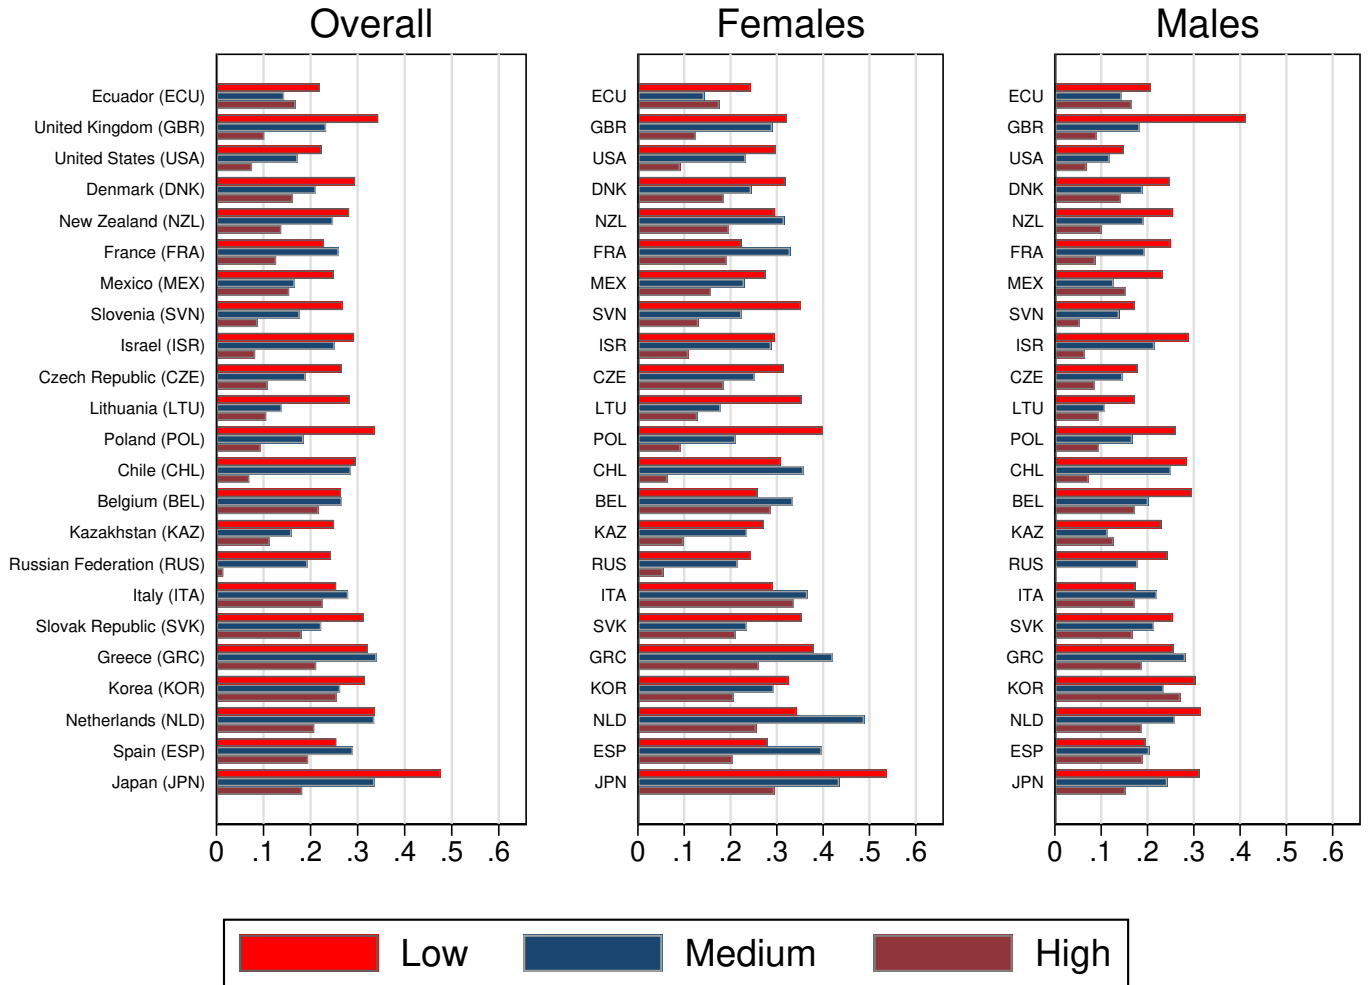 Overall Females Males
Ecuador (ECU) ECU ECU
United Kingdom (GBR) GBR GBR
United States (USA) USA USA
Denmark (DNK) DNK DNK
New Zealand (NZL) NZL NZL
France (FRA) FRA FRA
Mexico (MEX) MEX MEX
Slovenia (SVN) SVN SVN
Israel (ISR) ISR ISR
Czech Republic (CZE) CZE CZE
Lithuania (LTU) LTU LTU
Poland (POL) POL POL
Chile (CHL) CHL CHL
Belgium (BEL) BEL BEL
Kazakhstan (KAZ) KAZ KAZ
Russian Federation (RUS) RUS RUS
Italy (ITA) ITA ITA
Slovak Republic (SVK) SVK SVK
Greece (GRC) GRC GRC
Korea (KOR) KOR KOR
Netherlands (NLD) NLD NLD
Spain (ESP) ESP ESP
Japan (JPN) JPN JPN
0 .1 .2 .3 .4 .5 .6 0 .1 .2 .3 .4 .5 .6 0 .1 .2 .3 .4 .5 .6
Low Medium High